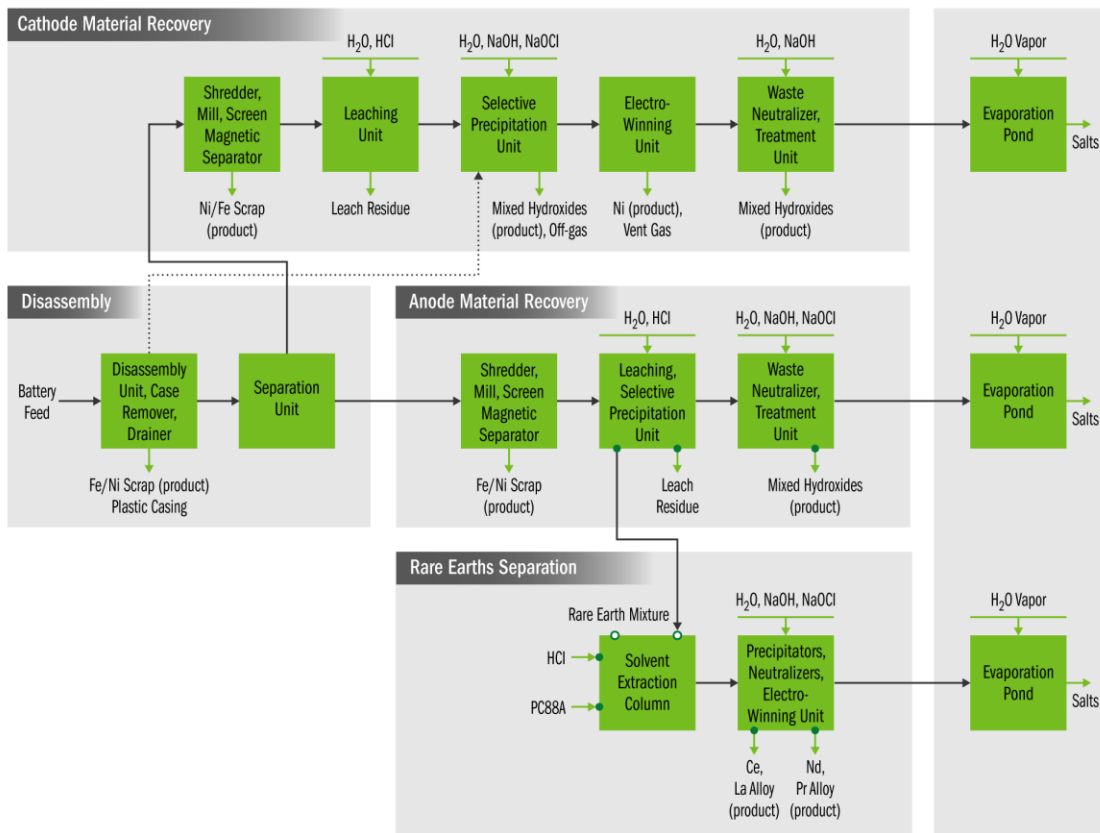 Cathode Material Recovery
H₂O, HCl
H₂O, NaOH, NaOCl
H₂O, NaOH
H₂O Vapor
Shredder,
Mill, Screen
Magnetic
Separator
Leaching
Unit
Selective
Precipitation
Unit
Electro-
Winning
Unit
Waste
Neutralizer,
Treatment
Unit
Evaporation
Pond
Salts
Ni/Fe Scrap
(product)
Leach Residue
Mixed Hydroxides
(product), Off-gas
Ni (product),
Vent Gas
Mixed Hydroxides
(product)
Disassembly
Battery
Feed
Disassembly
Unit, Case
Remover,
Drainer
Separation
Unit
Fe/Ni Scrap (product)
Plastic Casing
Anode Material Recovery
H₂O, HCl
H₂O, NaOH, NaOCl
H₂O Vapor
Shredder,
Mill, Screen
Magnetic
Separator
Leaching,
Selective
Precipitation
Unit
Waste
Neutralizer,
Treatment
Unit
Evaporation
Pond
Salts
Fe/Ni Scrap
(product)
Leach
Residue
Mixed Hydroxides
(product)
Rare Earths Separation
Rare Earth Mixture
H₂O, NaOH, NaOCl
H₂O Vapor
HCl
PC88A
Solvent
Extraction
Column
Precipitators,
Neutralizers,
Electro-
Winning Unit
Evaporation
Pond
Salts
Ce,
La Alloy
(product)
Nd,
Pr Alloy
(product)